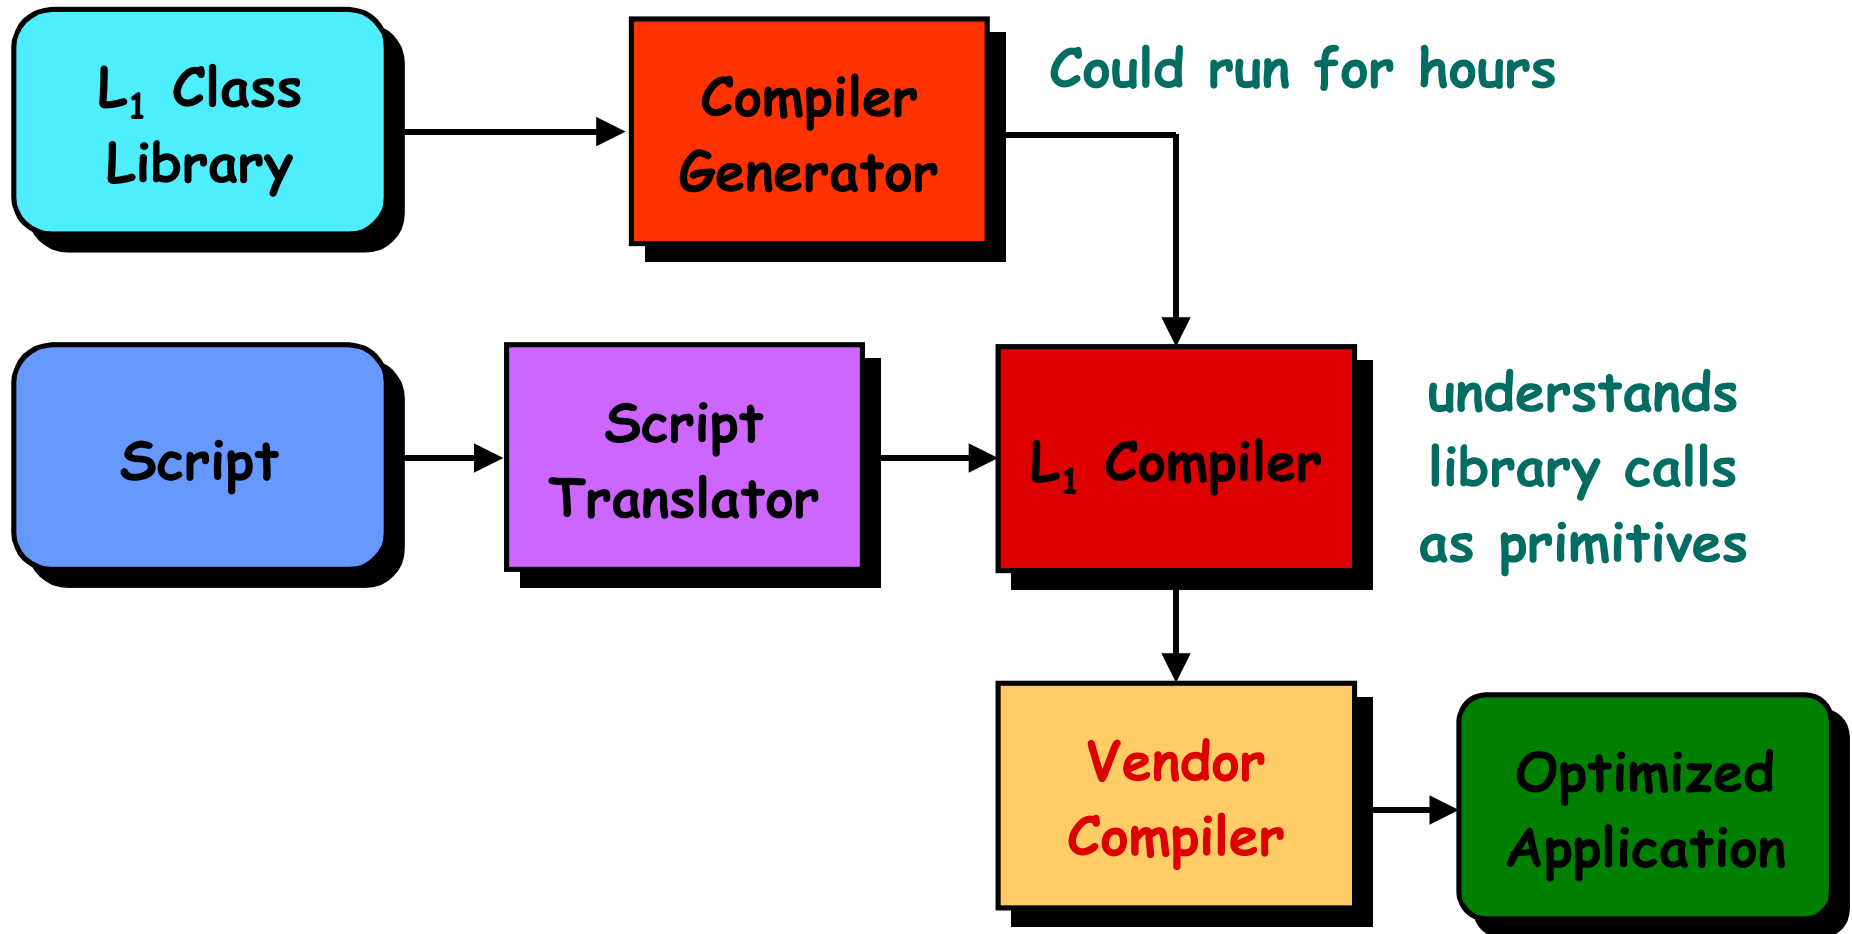 L₁ Class
Library
Compiler
Generator
Could run for hours
Script
Script
Translator
L₁ Compiler
understands
library calls
as primitives
Vendor
Compiler
Optimized
Application